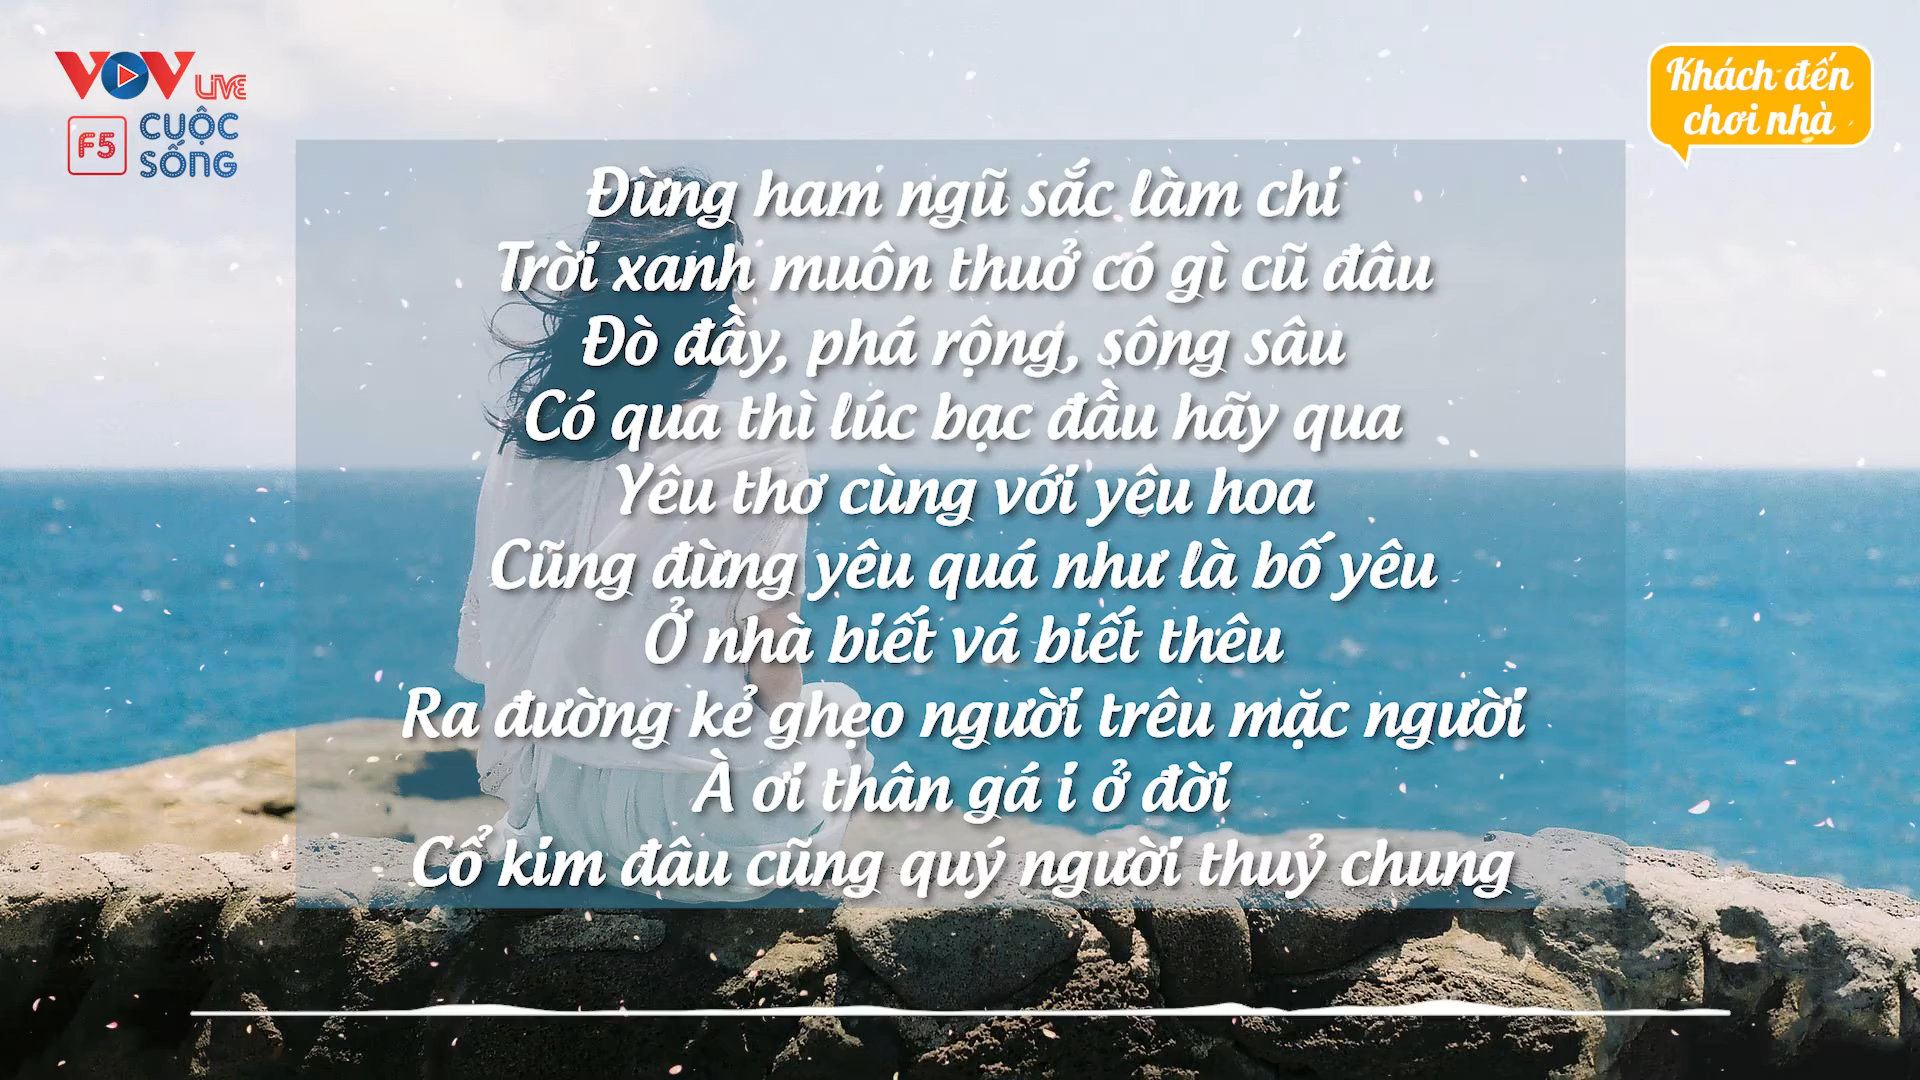 VOV LIVE
F5 CUỘC SỐNG
Khách đến
chơi nhà
Đừng ham ngũ sắc làm chi
Trời xanh muôn thuở có gì cũ đâu
Đò đầy, phá rộng, sông sâu
Có qua thì lúc bạc đầu hãy qua
Yêu thơ cùng với yêu hoa
Cũng đừng yêu quá như là bố yêu
Ở nhà biết vá biết thêu
Ra đường kẻ ghẹo người trêu mặc người
À ơi thân gá i ở đời
Cổ kim đâu cũng quý người thuỷ chung